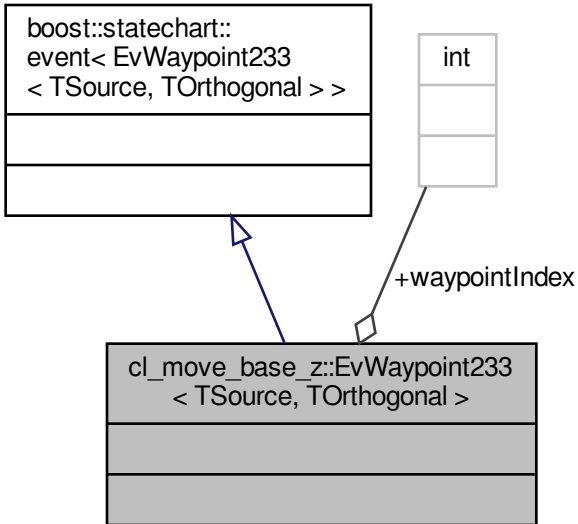 boost::statechart::
event< EvWaypoint233
< TSource, TOrthogonal > >
int
+waypointIndex
cl_move_base_z::EvWaypoint233
< TSource, TOrthogonal >